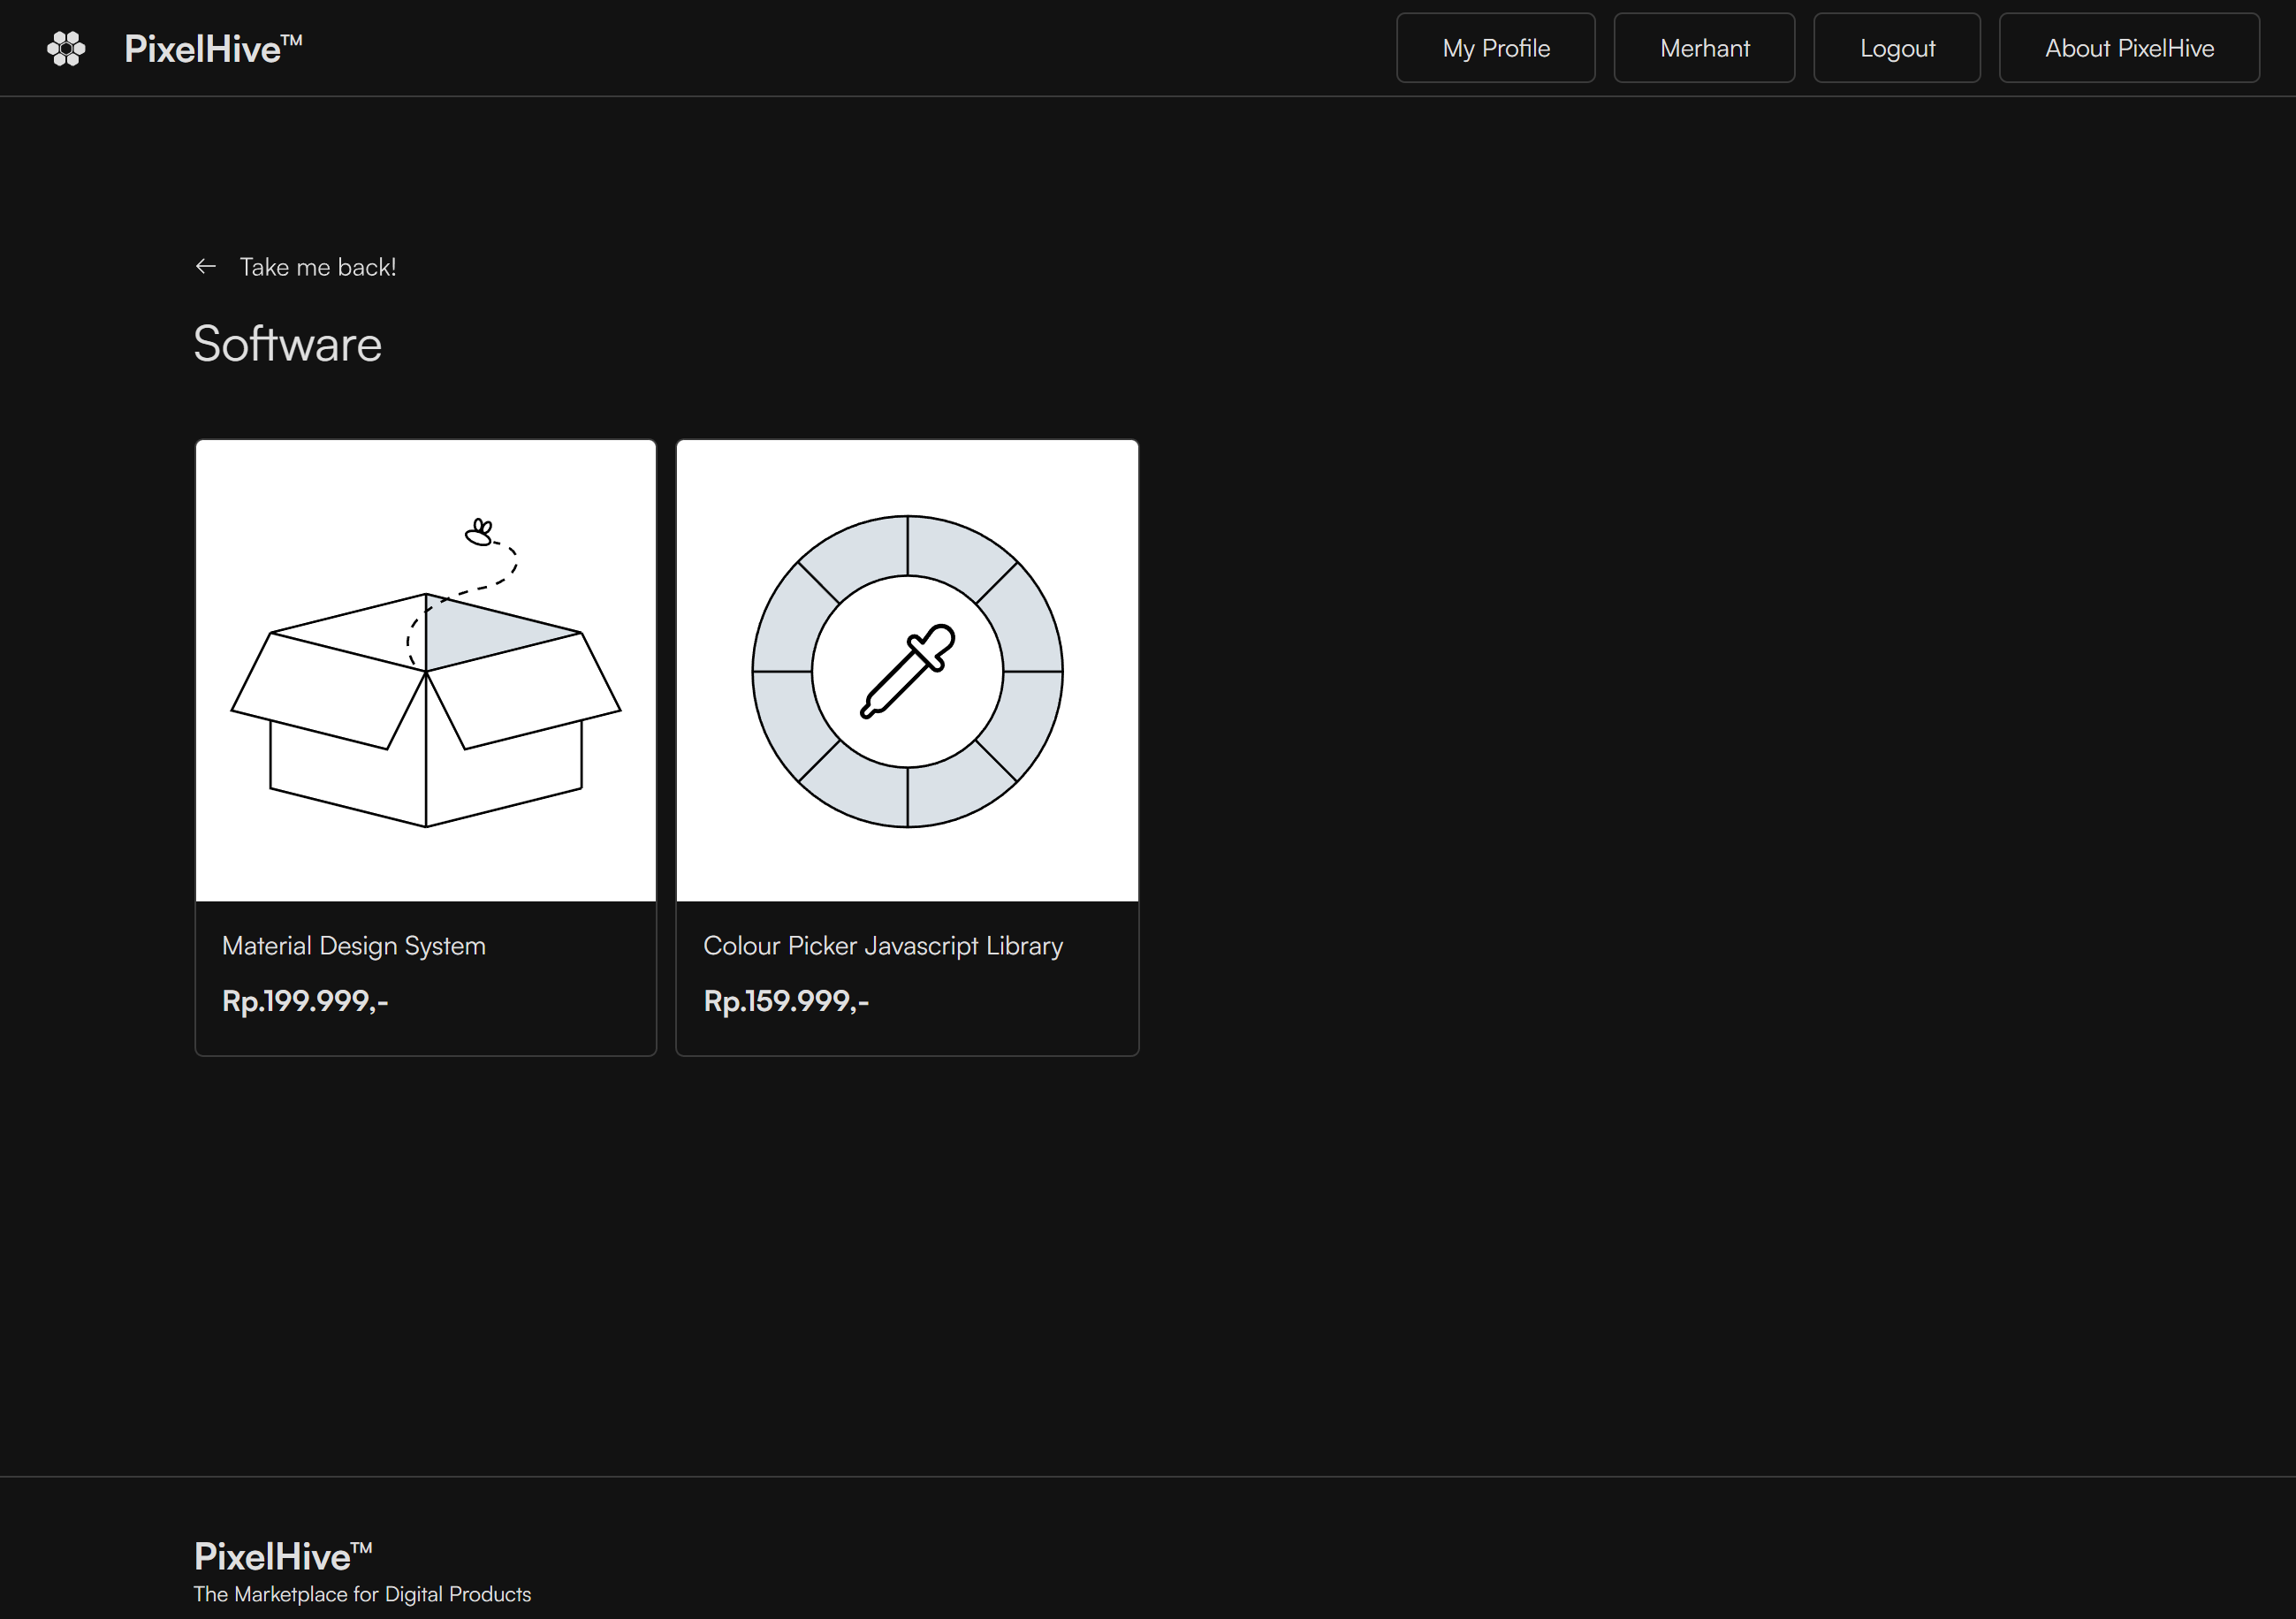 PixelHive™
My Profile
Merhant
Logout
About PixelHive
Take me back!
Software
Material Design System
Rp.199.999,-
Colour Picker Javascript Library
Rp.159.999,-
PixelHive™
The Marketplace for Digital Products